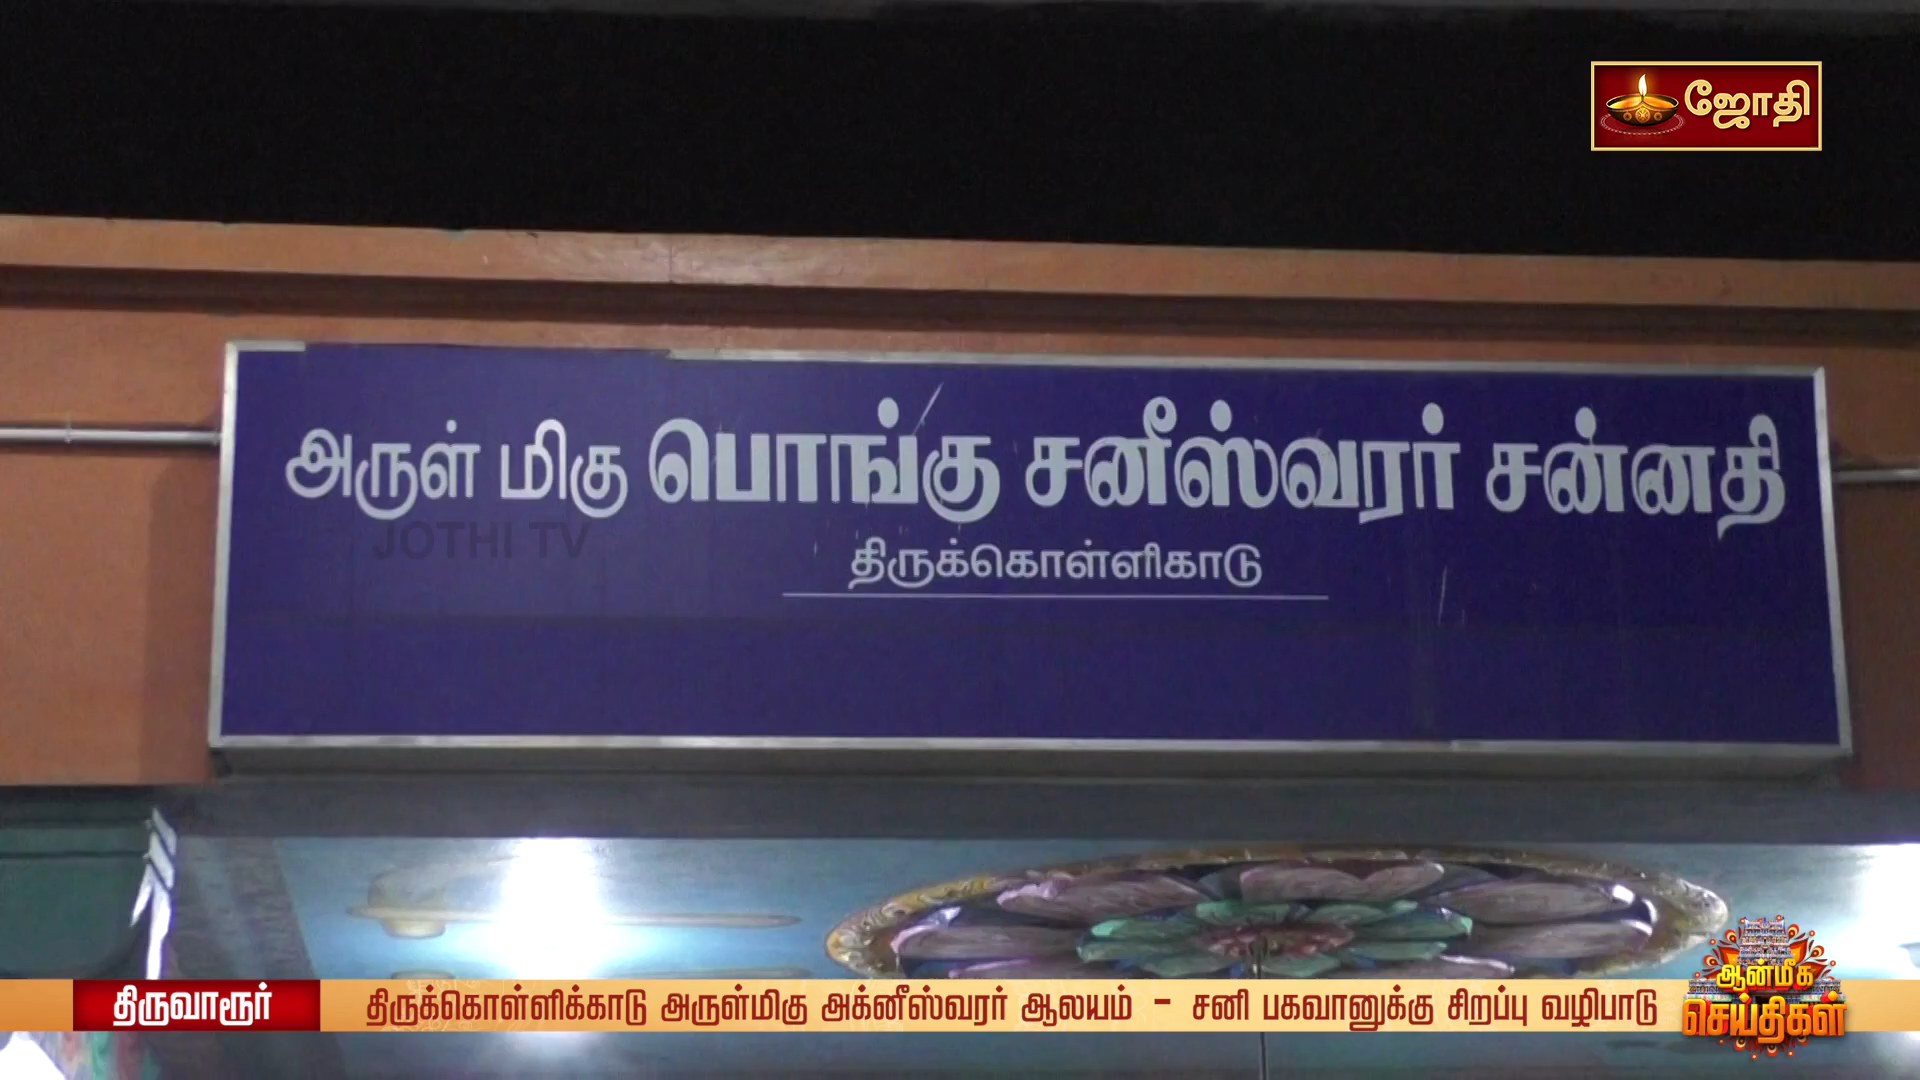 ஜோதி
அருள் மிகு பொங்கு சனீஸ்வரர் சன்னதி
JOTHI TV
திருக்கொள்ளிகாடு
திருவாரூர்
திருக்கொள்ளிக்காடு அருள்மிகு அக்னீஸ்வரர் ஆலயம் - சனி பகவானுக்கு சிறப்பு வழிபாடு
ஆன்மீக
செய்திகள்